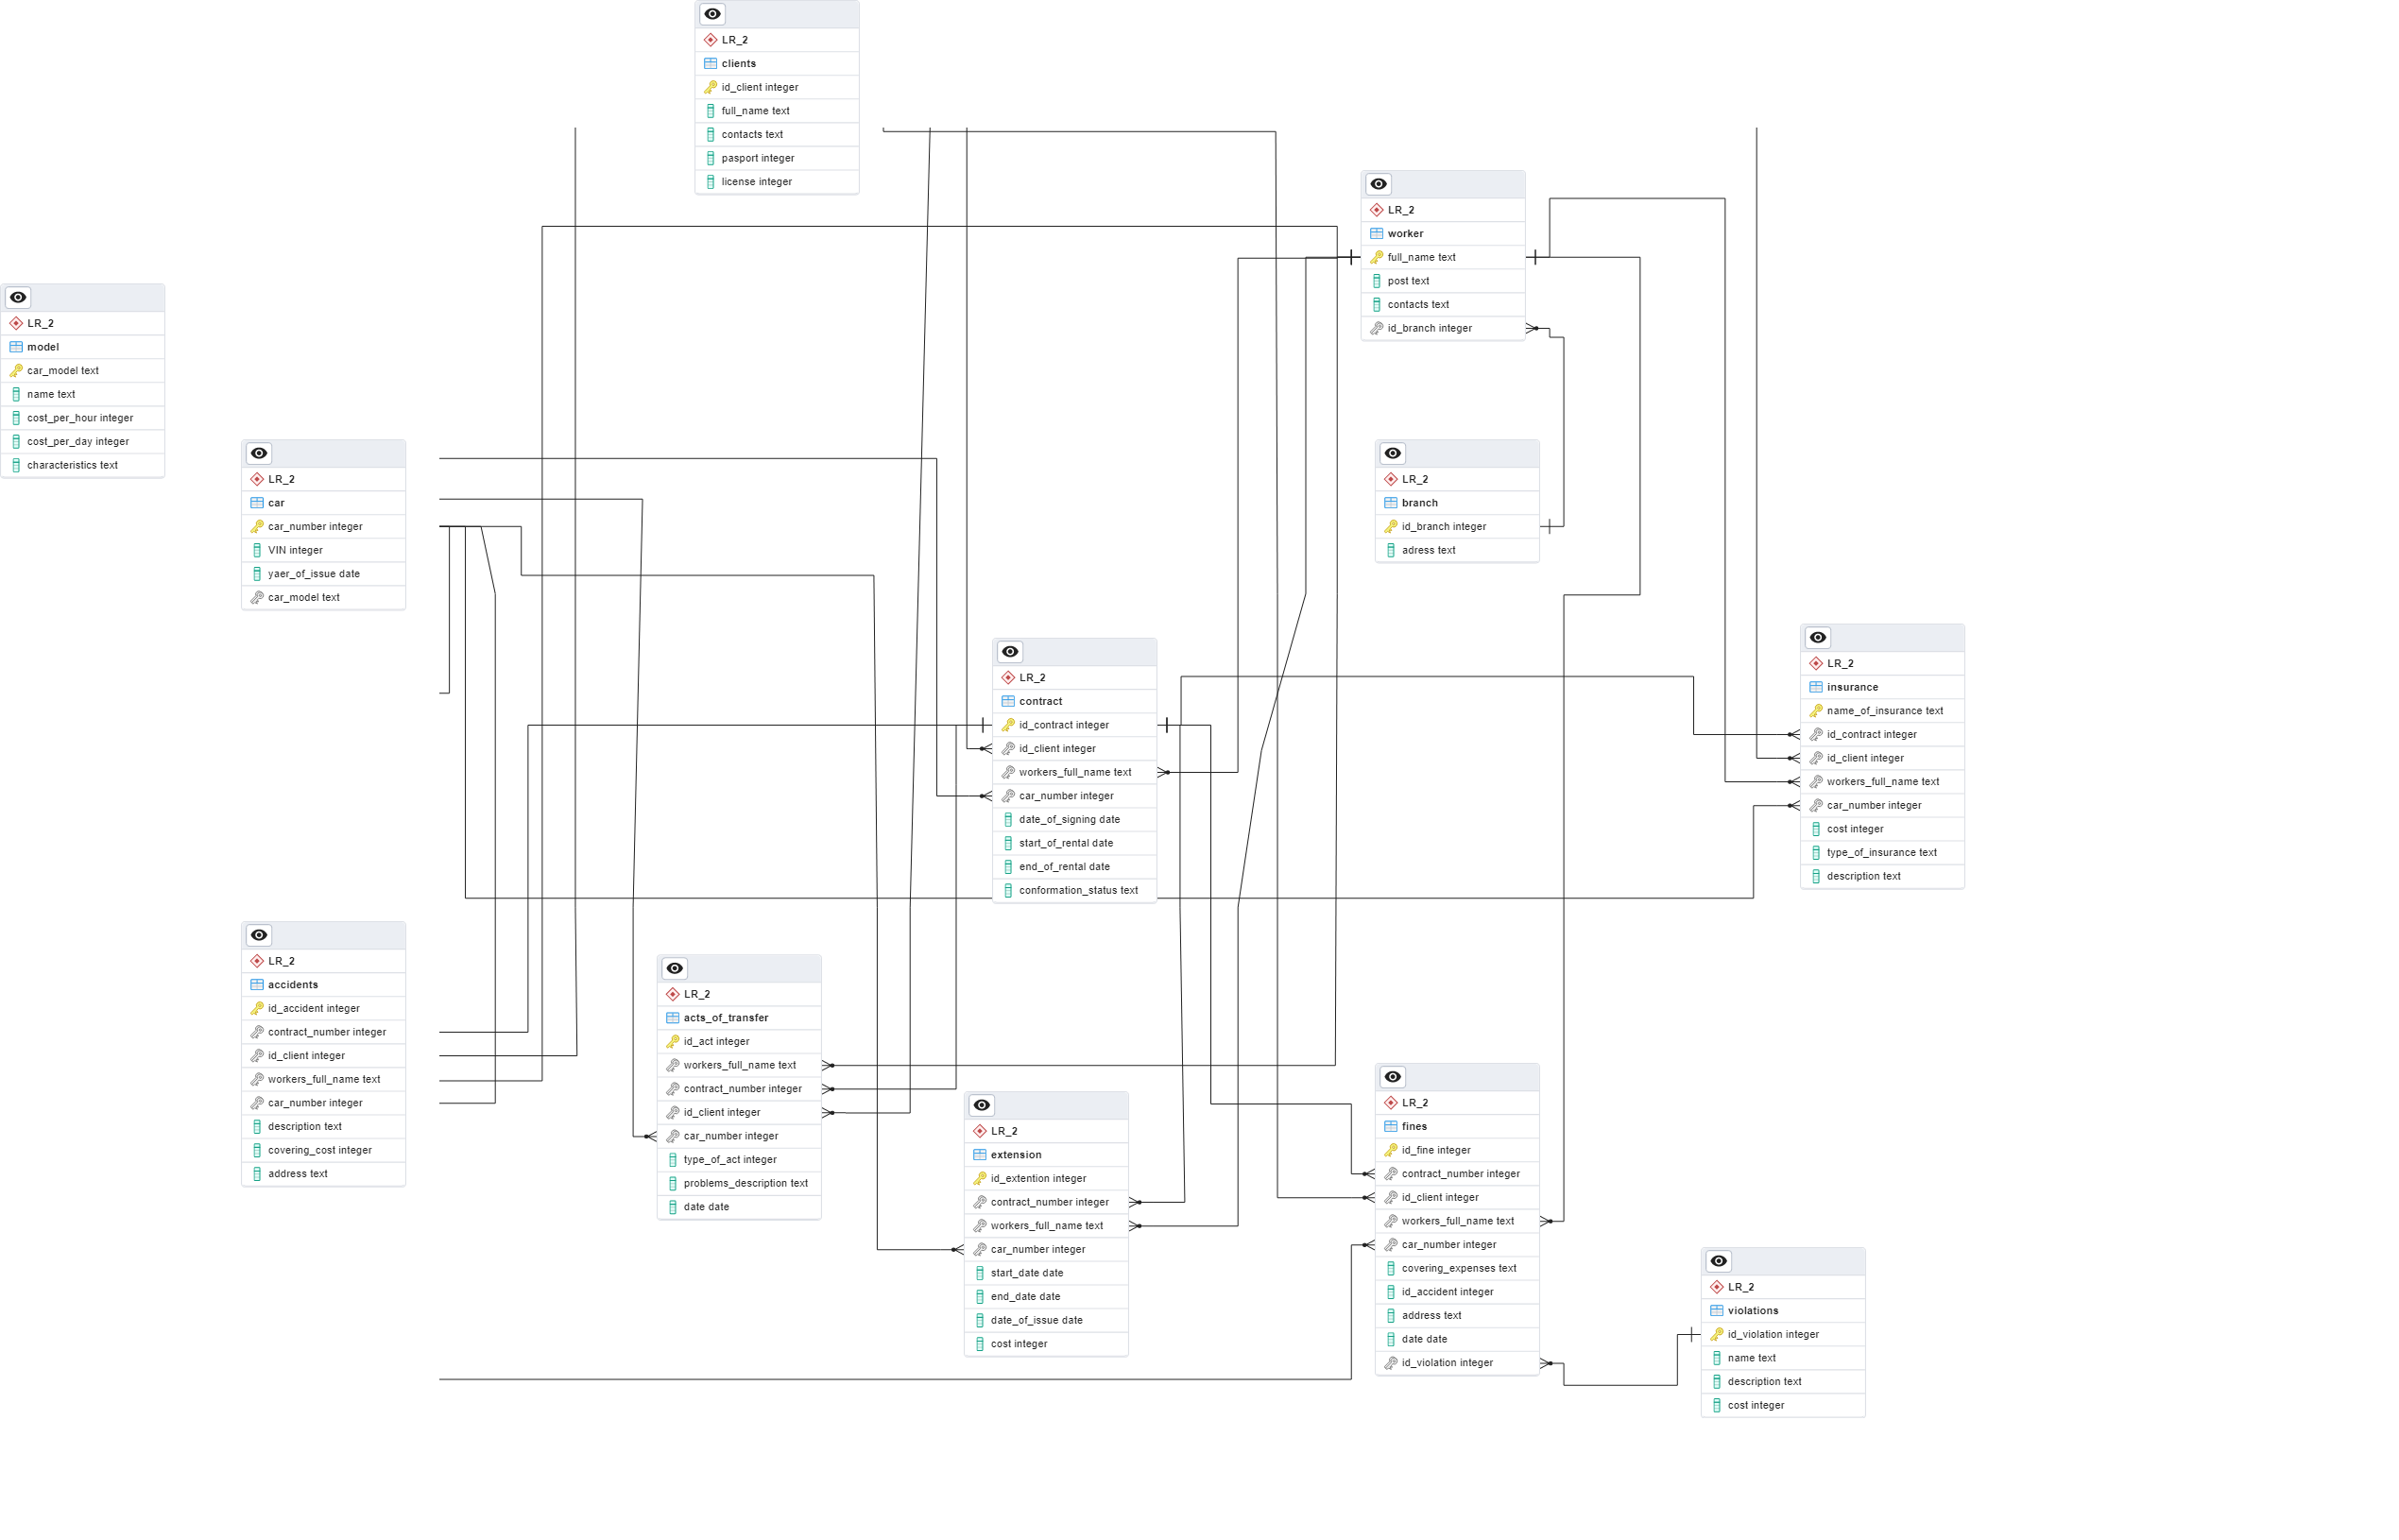 LR_2
clients
id_client integer
full_name text
contacts text
pasport integer
license integer
LR_2
worker
full_name text
post text
contacts text
id_branch integer
LR_2
model
car_model text
name text
cost_per_hour integer
cost_per_day integer
characteristics text
LR_2
car
car_number integer
VIN integer
yaer_of_issue date
car_model text
LR_2
branch
id_branch integer
adress text
LR_2
contract
id_contract integer
id_client integer
workers_full_name text
car_number integer
date_of_signing date
start_of_rental date
end_of_rental date
conformation_status text
LR_2
insurance
name_of_insurance text
id_contract integer
id_client integer
workers_full_name text
car_number integer
cost integer
type_of_insurance text
description text
LR_2
accidents
id_accident integer
contract_number integer
id_client integer
workers_full_name text
car_number integer
description text
covering_cost integer
address text
LR_2
acts_of_transfer
id_act integer
workers_full_name text
contract_number integer
id_client integer
car_number integer
type_of_act integer
problems_description text
date date
LR_2
extension
id_extention integer
contract_number integer
workers_full_name text
car_number integer
start_date date
end_date date
date_of_issue date
cost integer
LR_2
fines
id_fine integer
contract_number integer
id_client integer
workers_full_name text
car_number integer
covering_expenses text
id_accident integer
address text
date date
id_violation integer
LR_2
violations
id_violation integer
name text
description text
cost integer